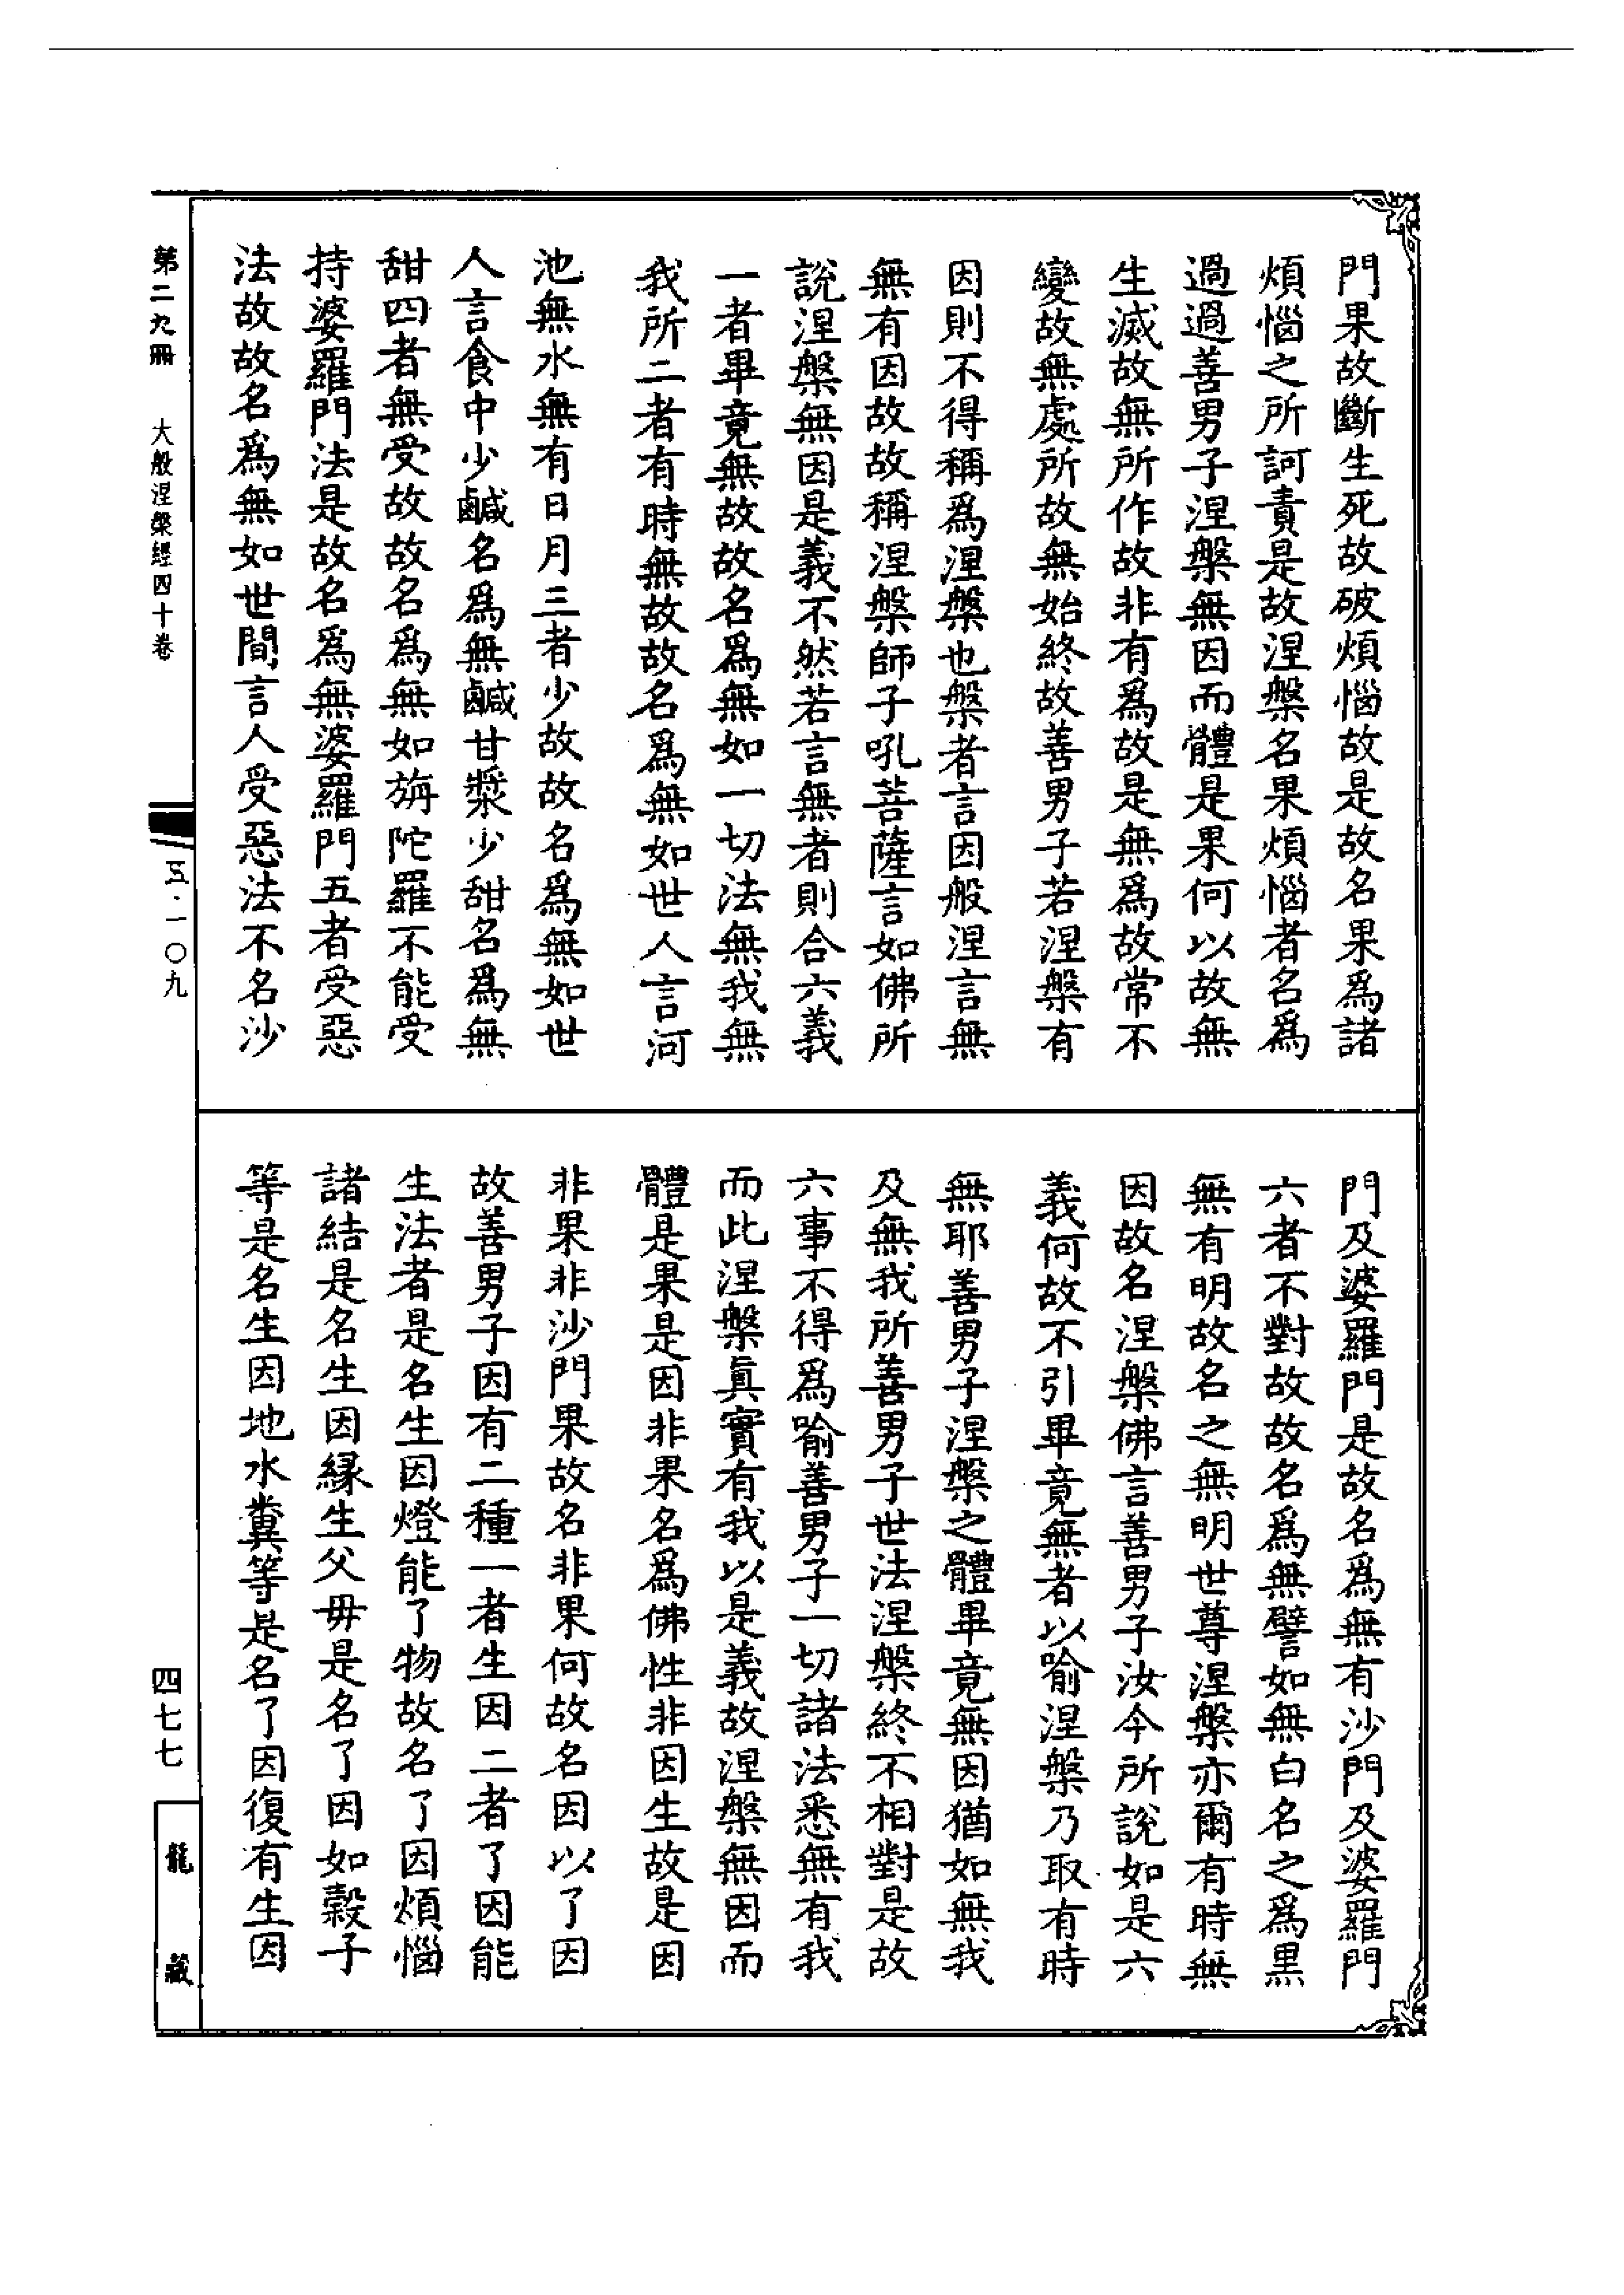 門果故斷生死故破煩惱故是故名果爲諸
煩惱之所訶責是故涅槃名果煩惱者名爲
過過善男子涅槃無因而體是果何以故無
生滅故無所作故非有爲故是無爲故常不
變故無處所故無始終故善男子若涅槃有
因則不得稱爲涅槃也槃者言因般涅言無
無有因故故稱涅槃師子吼菩薩言如佛所
說涅槃無因是義不然若言無者則合六義
一者畢竟無故故名爲無如一切法無我無
我所二者有時無故故名爲無如世人言河
池無水無有日月三者少故故名爲無如世
人言食中少鹹名爲無鹹甘漿少甜名爲無
甜四者無受故故名爲無如旃陀羅不能受
持婆羅門法是故名爲無婆羅門五者受惡
法故故名爲無如世間言人受惡法不名沙
門及婆羅門是故名爲無有沙門及婆羅門
六者不對故故名爲無譬如無白名之爲黑
無有明故名之無明世尊涅槃亦爾有時無
因故名涅槃佛言善男子汝今所說如是六
義何故不引畢竟無者以喻涅槃乃取有時
無耶善男子涅槃之體畢竟無因猶如無我
及無我所善男子世法涅槃終不相對是故
六事不得爲喻善男子一切諸法悉無有我
而此涅槃眞實有我以是義故涅槃無因而
體是果是因非果名爲佛性非因生故是因
非果非沙門果故名非果何故名因以了因
故善男子因有二種一者生因二者了因能
生法者是名生因燈能了物故名了因煩惱
諸結是名生因緣生父毋是名了因如穀子
等是名生因地水糞等是名了因復有生因
第二九冊 大般涅槃經四十卷
五·一〇九
四七七
龍藏